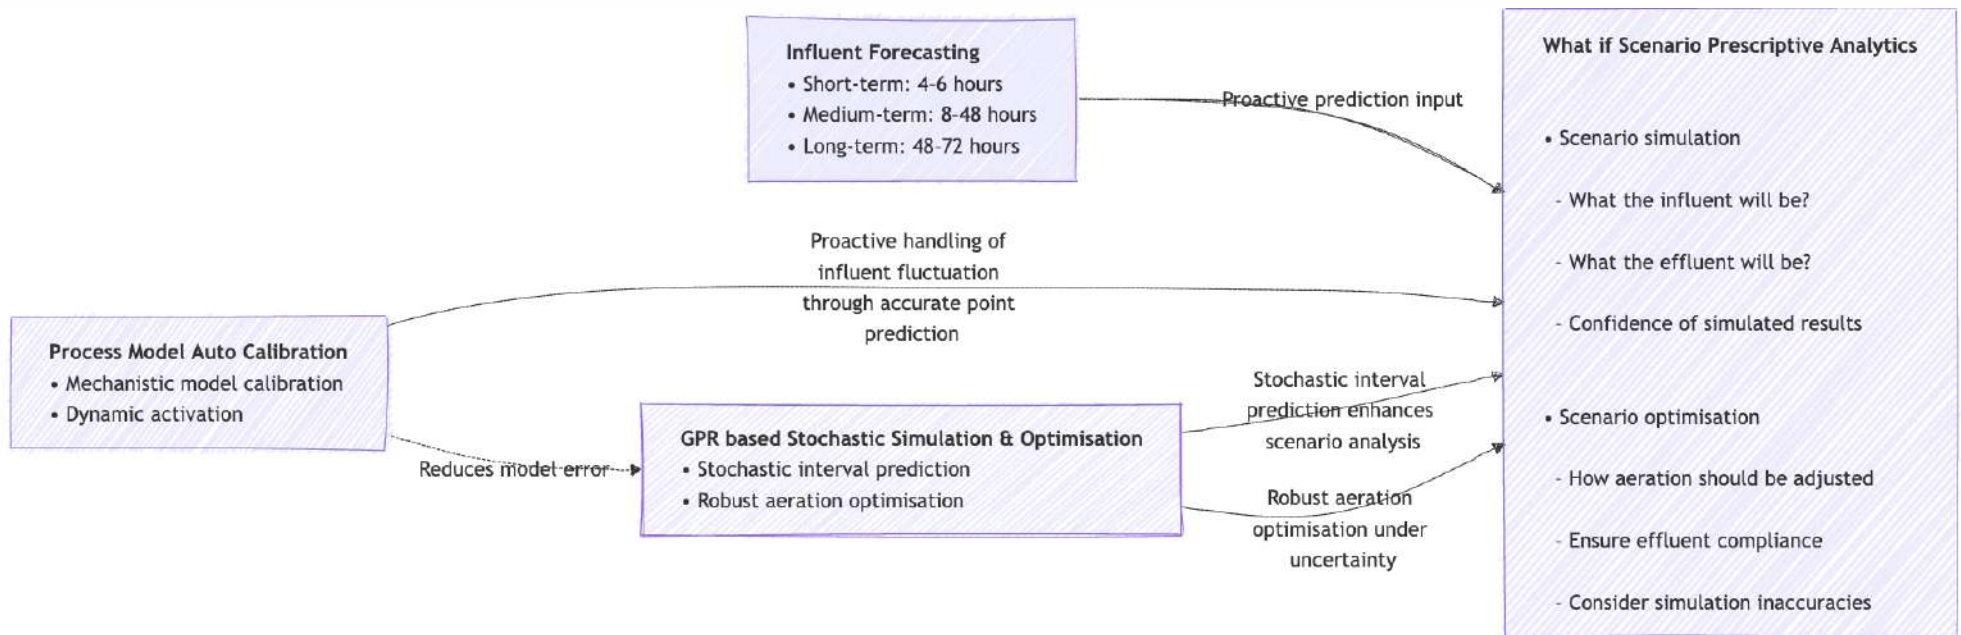 Influent Forecasting
• Short-term: 4-6 hours
• Medium-term: 8-48 hours
• Long-term: 48-72 hours
Proactive prediction input
Proactive handling of
influent fluctuation
through accurate point
prediction
Process Model Auto Calibration
• Mechanistic model calibration
• Dynamic activation
Reduces model error
GPR based Stochastic Simulation & Optimisation
• Stochastic interval prediction
• Robust aeration optimisation
Stochastic interval
prediction enhances
scenario analysis
Robust aeration
optimisation under
uncertainty
What if Scenario Prescriptive Analytics
• Scenario simulation
- What the influent will be?
- What the effluent will be?
- Confidence of simulated results
• Scenario optimisation
- How aeration should be adjusted
- Ensure effluent compliance
- Consider simulation inaccuracies